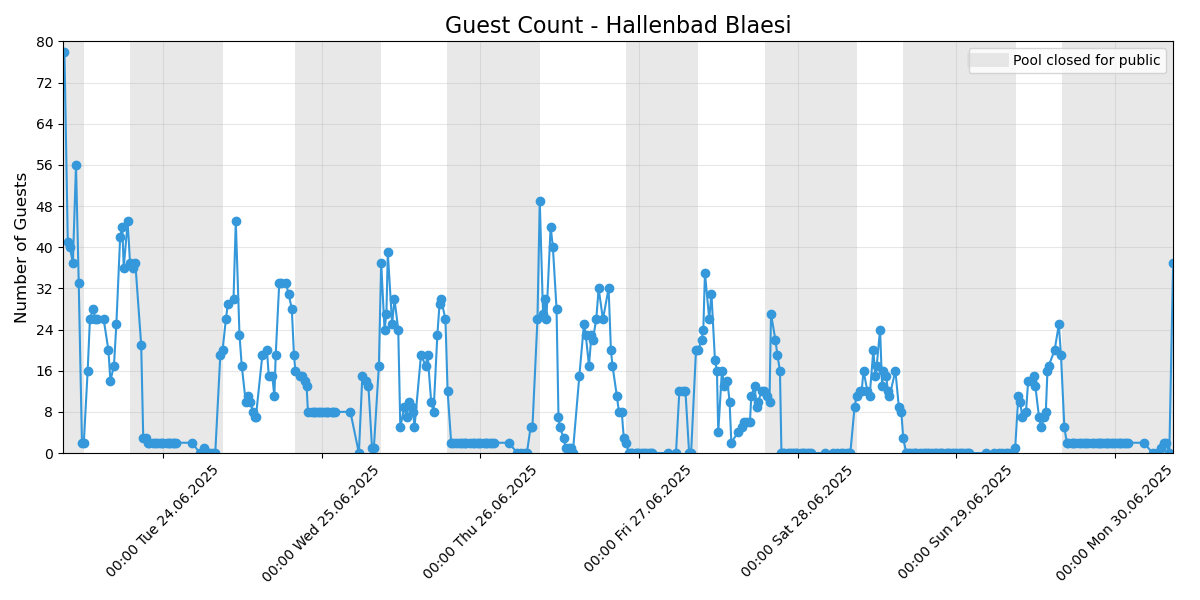 Guest Count - Hallenbad Blaesi
Pool closed for public
Number of Guests
80
72
64
56
48
40
32
24
16
8
0
00:00 Tue 24.06.2025
00:00 Wed 25.06.2025
00:00 Thu 26.06.2025
00:00 Fri 27.06.2025
00:00 Sat 28.06.2025
00:00 Sun 29.06.2025
00:00 Mon 30.06.2025